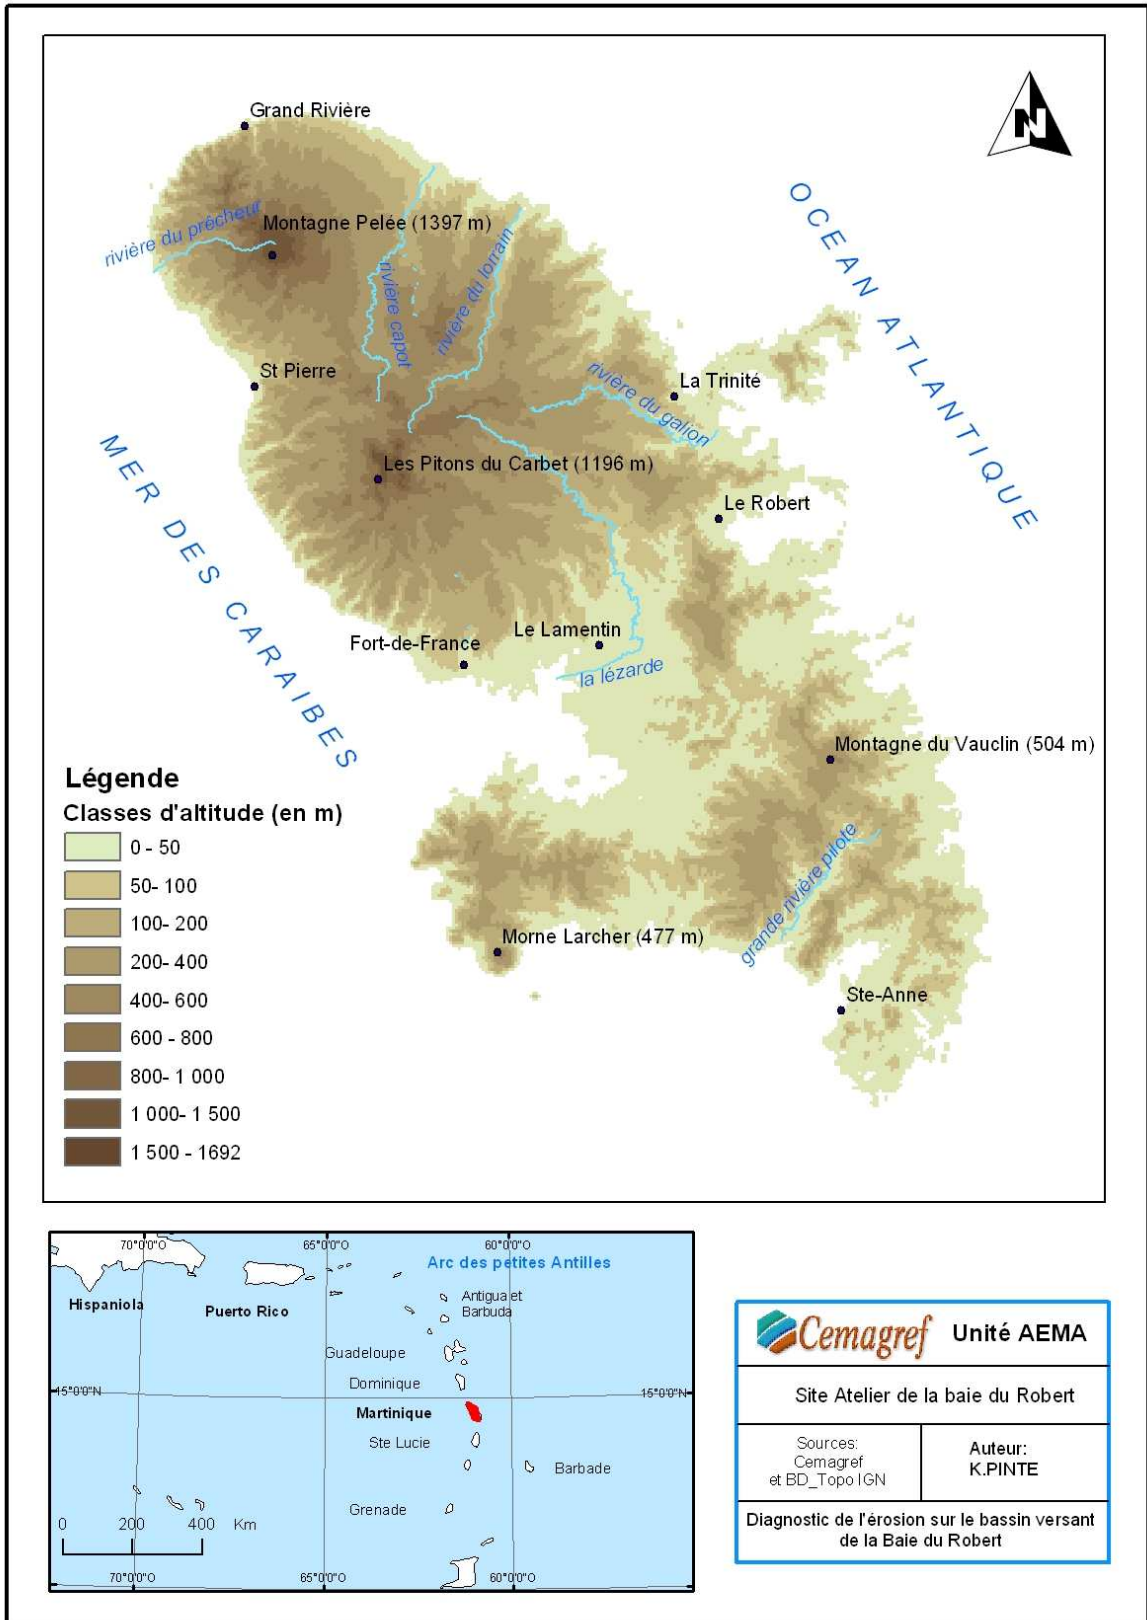 Grand Rivière
N
OCEAN ATLANTIQUE
Montagne Pelée (1397 m)
rivière du prêcheur
rivière capot
rivière du lorrain
St Pierre
La Trinité
rivière du galion
MER DES CARAIBES
Les Pitons du Carbet (1196 m)
Le Robert
Fort-de-France
Le Lamentin
la lézarde
Montagne du Vauclin (504 m)
grande rivière pilote
Morne Larcher (477 m)
Ste-Anne
Légende
Classes d'altitude (en m)
0 - 50
50- 100
100- 200
200- 400
400- 600
600 - 800
800- 1 000
1 000- 1 500
1 500 - 1692
70°0'0"O
65°0'0"O
60°0'0"O
Arc des petites Antilles
Hispaniola
Puerto Rico
Antigua et
Barbuda
Guadeloupe
Dominique
15°0'0"N
15°0'0"N
Martinique
Ste Lucie
Barbade
Grenade
0 200 400 Km
70°0'0"O
65°0'0"O
60°0'0"O
Cemagref Unité AEMA
Site Atelier de la baie du Robert
Sources:
Cemagref
et BD_Topo IGN
Auteur:
K.PINTE
Diagnostic de l'érosion sur le bassin versant
de la Baie du Robert